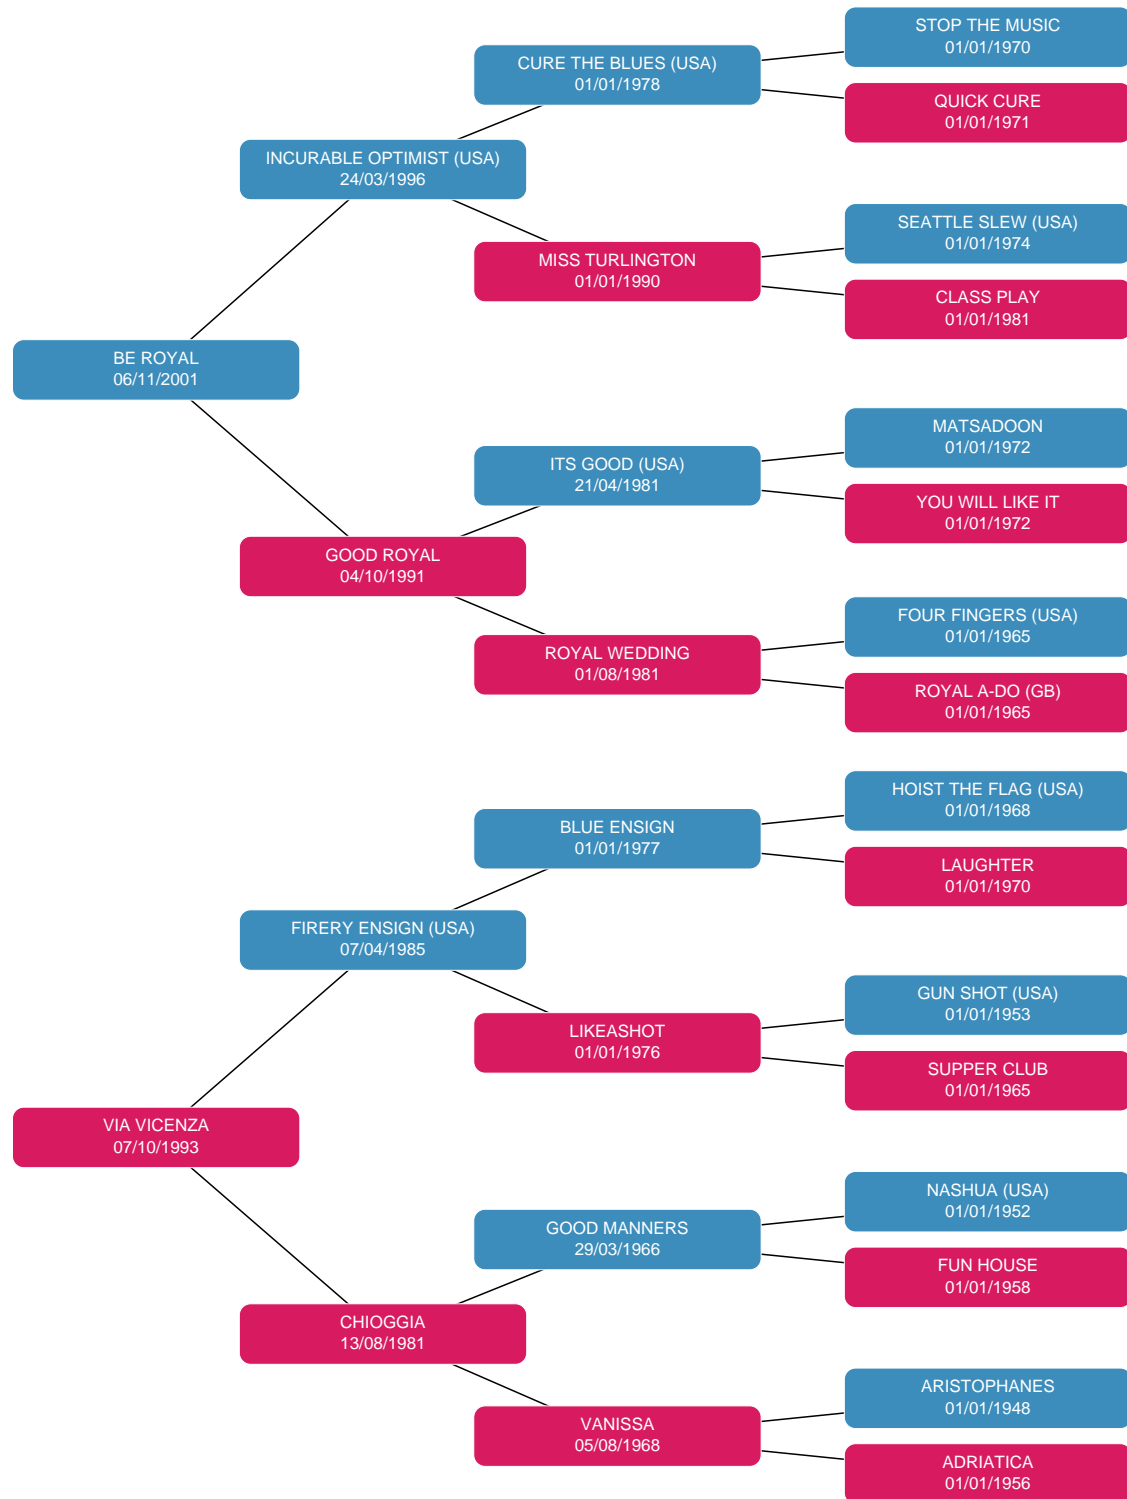 STOP THE MUSIC
01/01/1970
CURE THE BLUES (USA)
01/01/1978
QUICK CURE
01/01/1971
INCURABLE OPTIMIST (USA)
24/03/1996
SEATTLE SLEW (USA)
01/01/1974
MISS TURLINGTON
01/01/1990
CLASS PLAY
01/01/1981
BE ROYAL
06/11/2001
MATSADOON
01/01/1972
ITS GOOD (USA)
21/04/1981
YOU WILL LIKE IT
01/01/1972
GOOD ROYAL
04/10/1991
FOUR FINGERS (USA)
01/01/1965
ROYAL WEDDING
01/08/1981
ROYAL A-DO (GB)
01/01/1965
HOIST THE FLAG (USA)
01/01/1968
BLUE ENSIGN
01/01/1977
LAUGHTER
01/01/1970
FIRERY ENSIGN (USA)
07/04/1985
GUN SHOT (USA)
01/01/1953
LIKEASHOT
01/01/1976
SUPPER CLUB
01/01/1965
VIA VICENZA
07/10/1993
NASHUA (USA)
01/01/1952
GOOD MANNERS
29/03/1966
FUN HOUSE
01/01/1958
CHIOGGIA
13/08/1981
ARISTOPHANES
01/01/1948
VANISSA
05/08/1968
ADRIATICA
01/01/1956